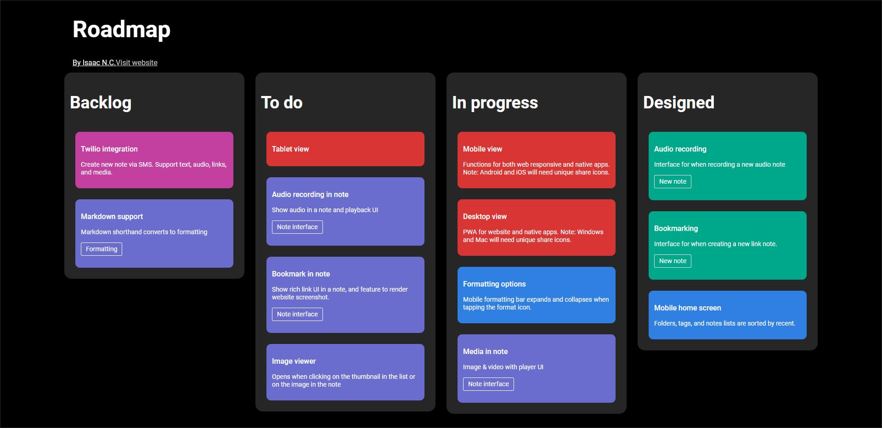 Roadmap
By Isaac N.C.Visit website
Backlog
Twilio integration
Create new note via SMS. Support text, audio, links,
and media.
Markdown support
Markdown shorthand converts to formatting
Formatting
To do
Tablet view
Audio recording in note
Show audio in a note and playback UI
Note interface
Bookmark in note
Show rich link UI in a note, and feature to render
website screenshot.
Note interface
Image viewer
Opens when clicking on the thumbnail in the list or
on the image in the note
In progress
Mobile view
Functions for both web responsive and native apps.
Note: Android and iOS will need unique share icons.
Desktop view
PWA for website and native apps. Note: Windows
and Mac will need unique share icons.
Formatting options
Mobile formatting bar expands and collapses when
tapping the format icon.
Media in note
Image & video with player UI
Note interface
Designed
Audio recording
Interface for when recording a new audio note
New note
Bookmarking
Interface for when creating a new link note.
New note
Mobile home screen
Folders, tags, and notes lists are sorted by recent.